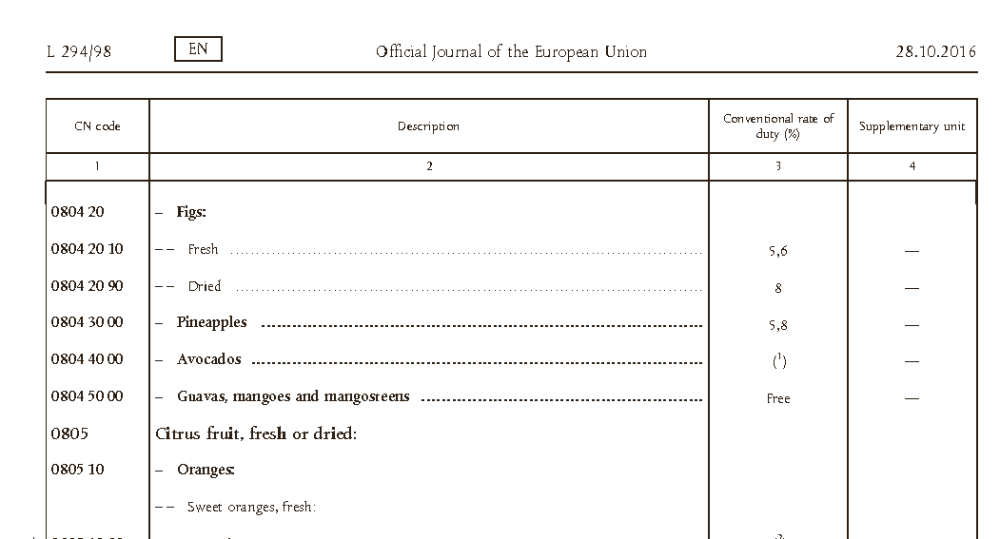 L 294/98 EN Official Journal of the European Union 28.10.2016
CN code Description Conventional rate of duty (%) Supplementary unit
1 2 3 4
0804 20 – Figs:
0804 20 10 – – Fresh 5,6 —
0804 20 90 – – Dried 8 —
0804 30 00 – Pineapples 5,8 —
0804 40 00 – Avocados (¹) —
0804 50 00 – Guavas, mangoes and mangosteens Free —
0805 Citrus fruit, fresh or dried:
0805 10 – Oranges:
– – Sweet oranges, fresh: